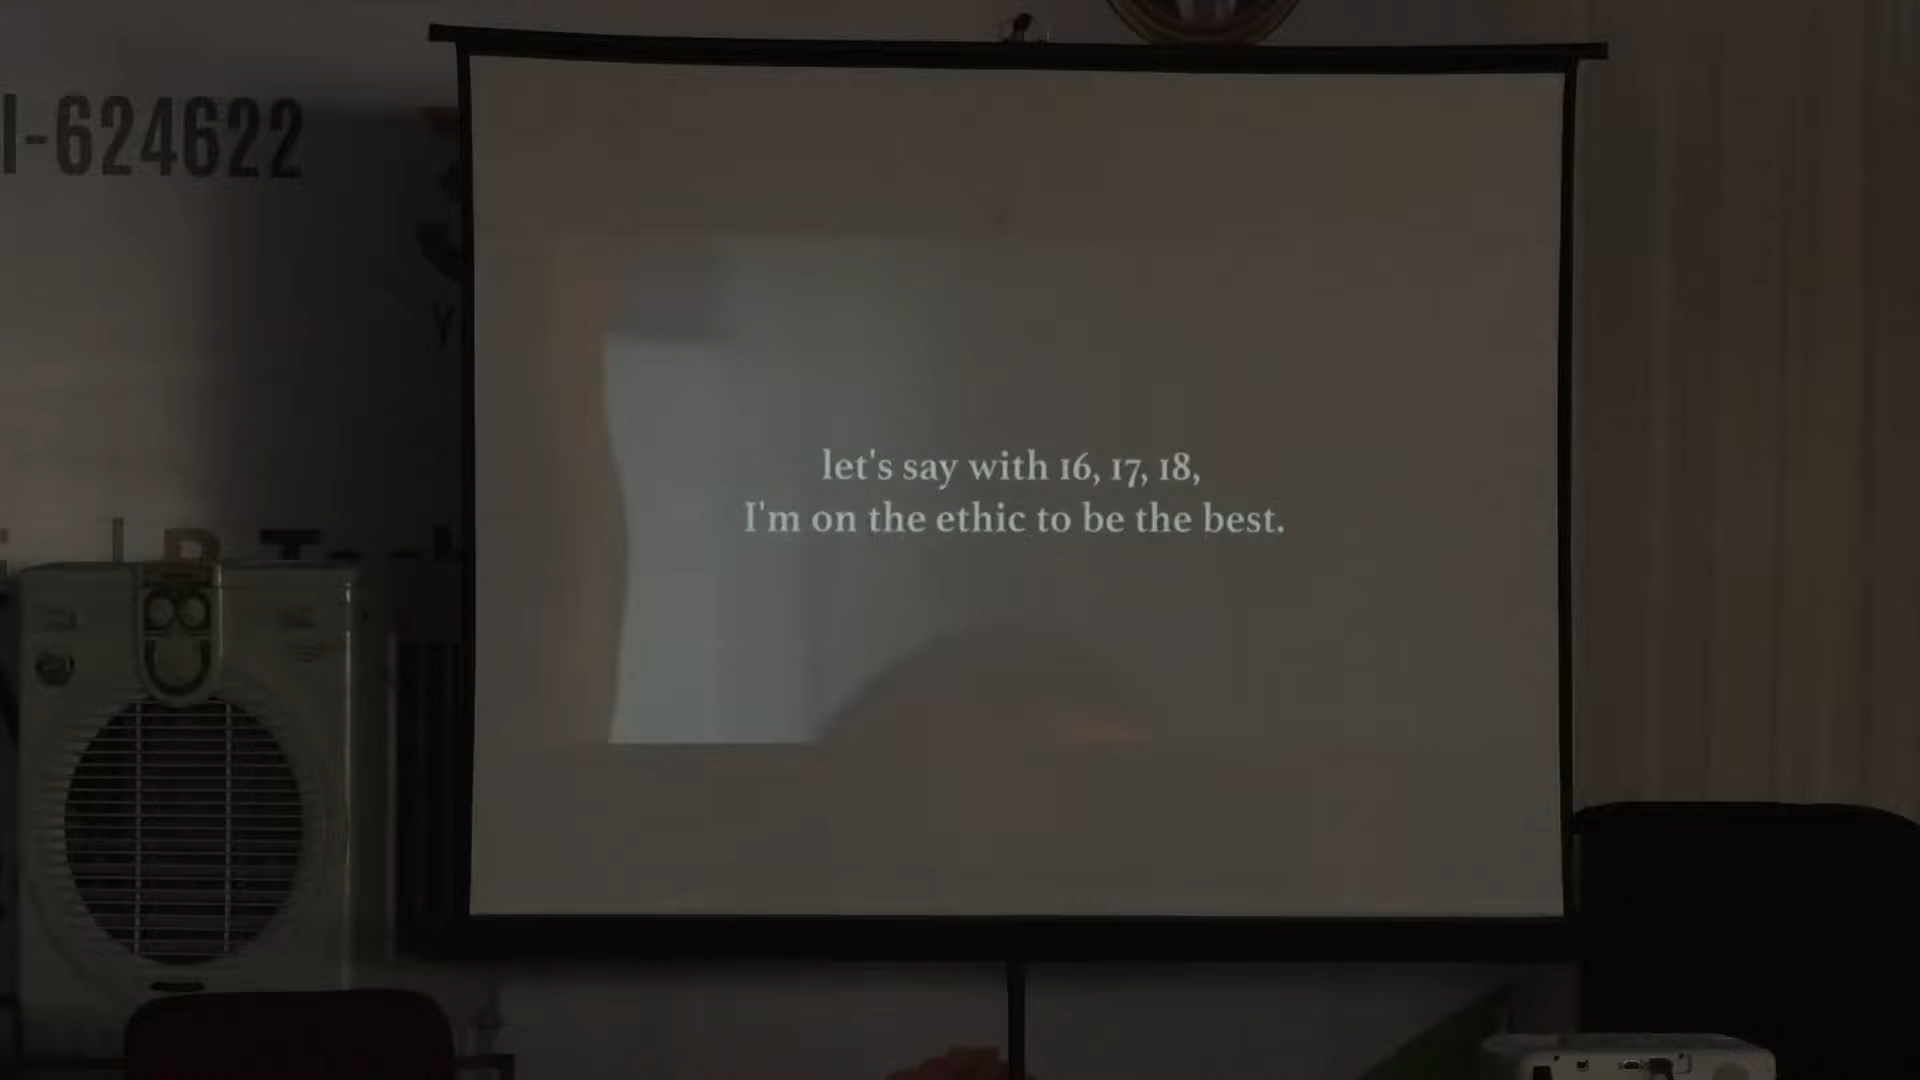 I-624622
let's say with 16, 17, 18,
I'm on the ethic to be the best.